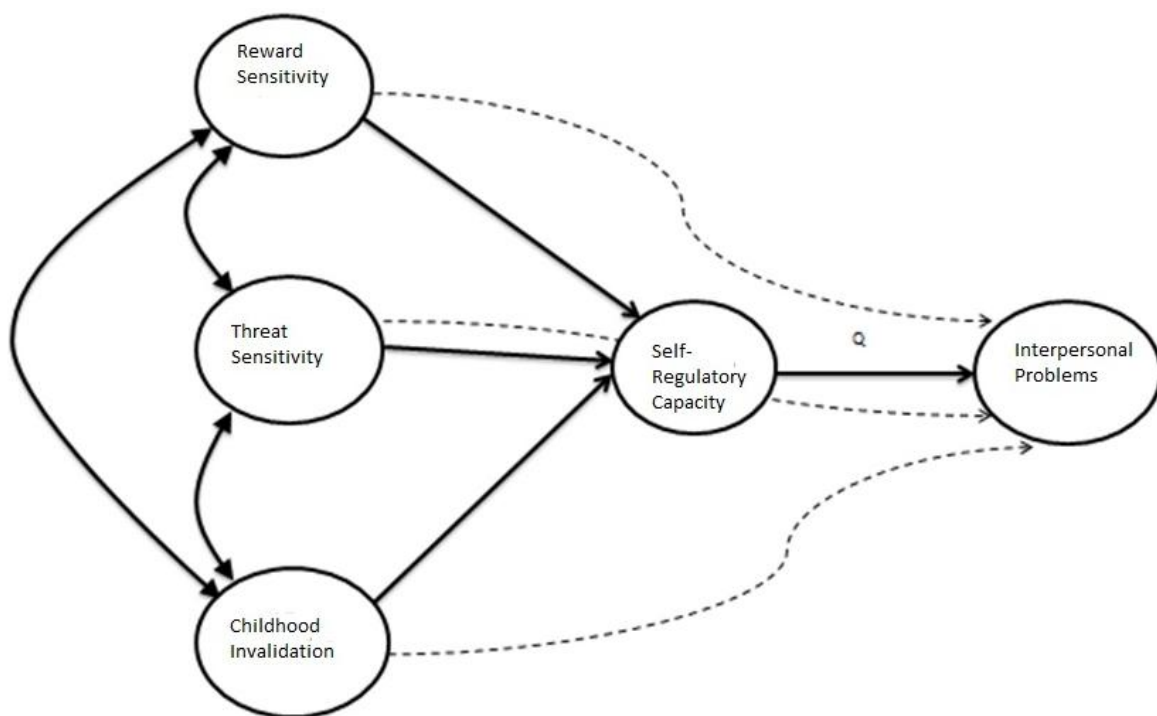 Reward
Sensitivity
Threat
Sensitivity
Self-
Regulatory
Capacity
Q
Interpersonal
Problems
Childhood
Invalidation